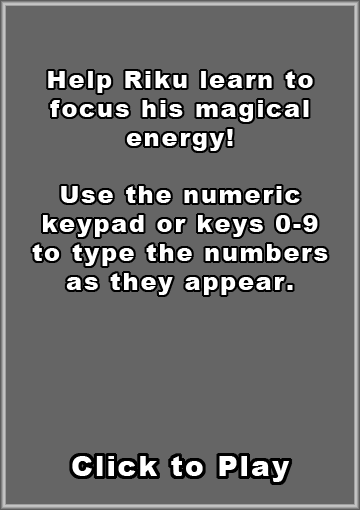 Help Riku learn to
focus his magical
energy!
Use the numeric
keypad or keys 0-9
to type the numbers
as they appear.
Click to Play